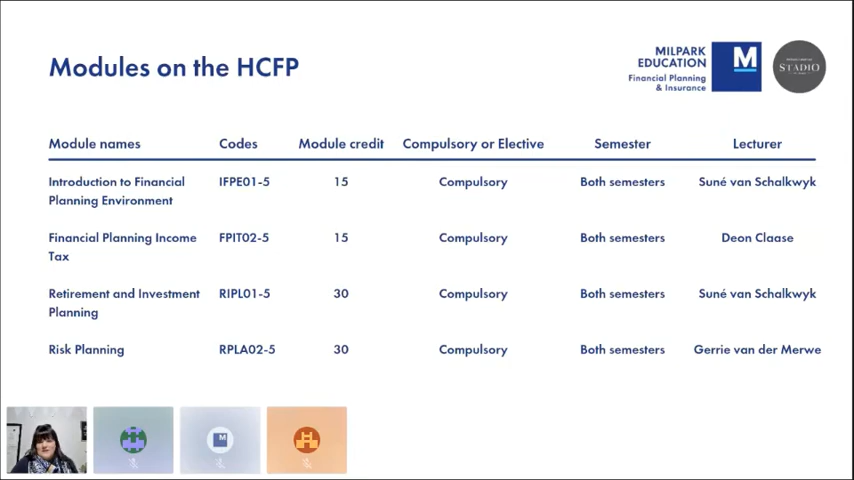 Modules on the HCFP
MILPARK
EDUCATION
Financial Planning
& Insurance
M
STADIO
Module names Codes Module credit Compulsory or Elective Semester Lecturer
Introduction to Financial IFPE01-5 15 Compulsory Both semesters Suné van Schalkwyk
Planning Environment
Financial Planning Income FPIT02-5 15 Compulsory Both semesters Deon Claase
Tax
Retirement and Investment RIPL01-5 30 Compulsory Both semesters Suné van Schalkwyk
Planning
Risk Planning RPLA02-5 30 Compulsory Both semesters Gerrie van der Merwe
M